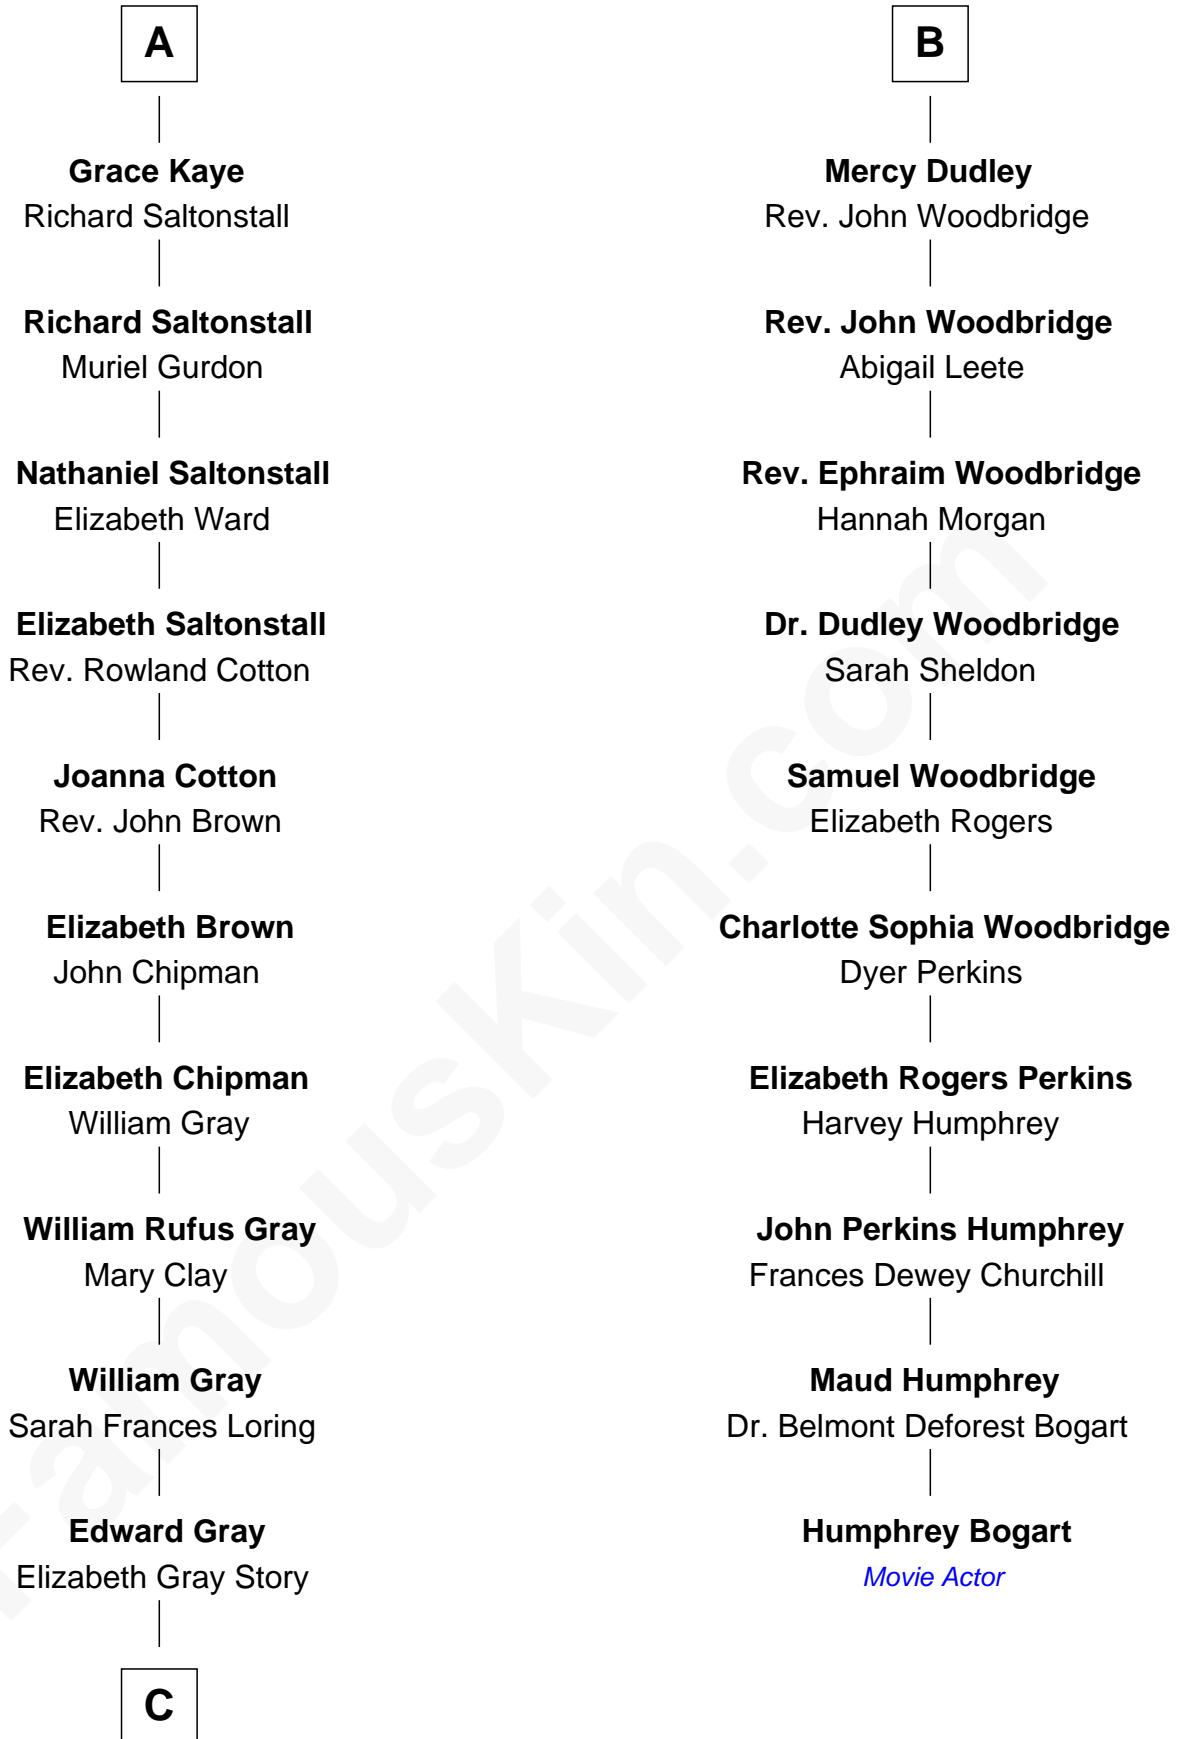 A
Grace Kaye
Richard Saltonstall
Richard Saltonstall
Muriel Gurdon
Nathaniel Saltonstall
Elizabeth Ward
Elizabeth Saltonstall
Rev. Rowland Cotton
Joanna Cotton
Rev. John Brown
Elizabeth Brown
John Chipman
Elizabeth Chipman
William Gray
William Rufus Gray
Mary Clay
William Gray
Sarah Frances Loring
Edward Gray
Elizabeth Gray Story
C
B
Mercy Dudley
Rev. John Woodbridge
Rev. John Woodbridge
Abigail Leete
Rev. Ephraim Woodbridge
Hannah Morgan
Dr. Dudley Woodbridge
Sarah Sheldon
Samuel Woodbridge
Elizabeth Rogers
Charlotte Sophia Woodbridge
Dyer Perkins
Elizabeth Rogers Perkins
Harvey Humphrey
John Perkins Humphrey
Frances Dewey Churchill
Maud Humphrey
Dr. Belmont Deforest Bogart
Humphrey Bogart
Movie Actor
FamousKin.com